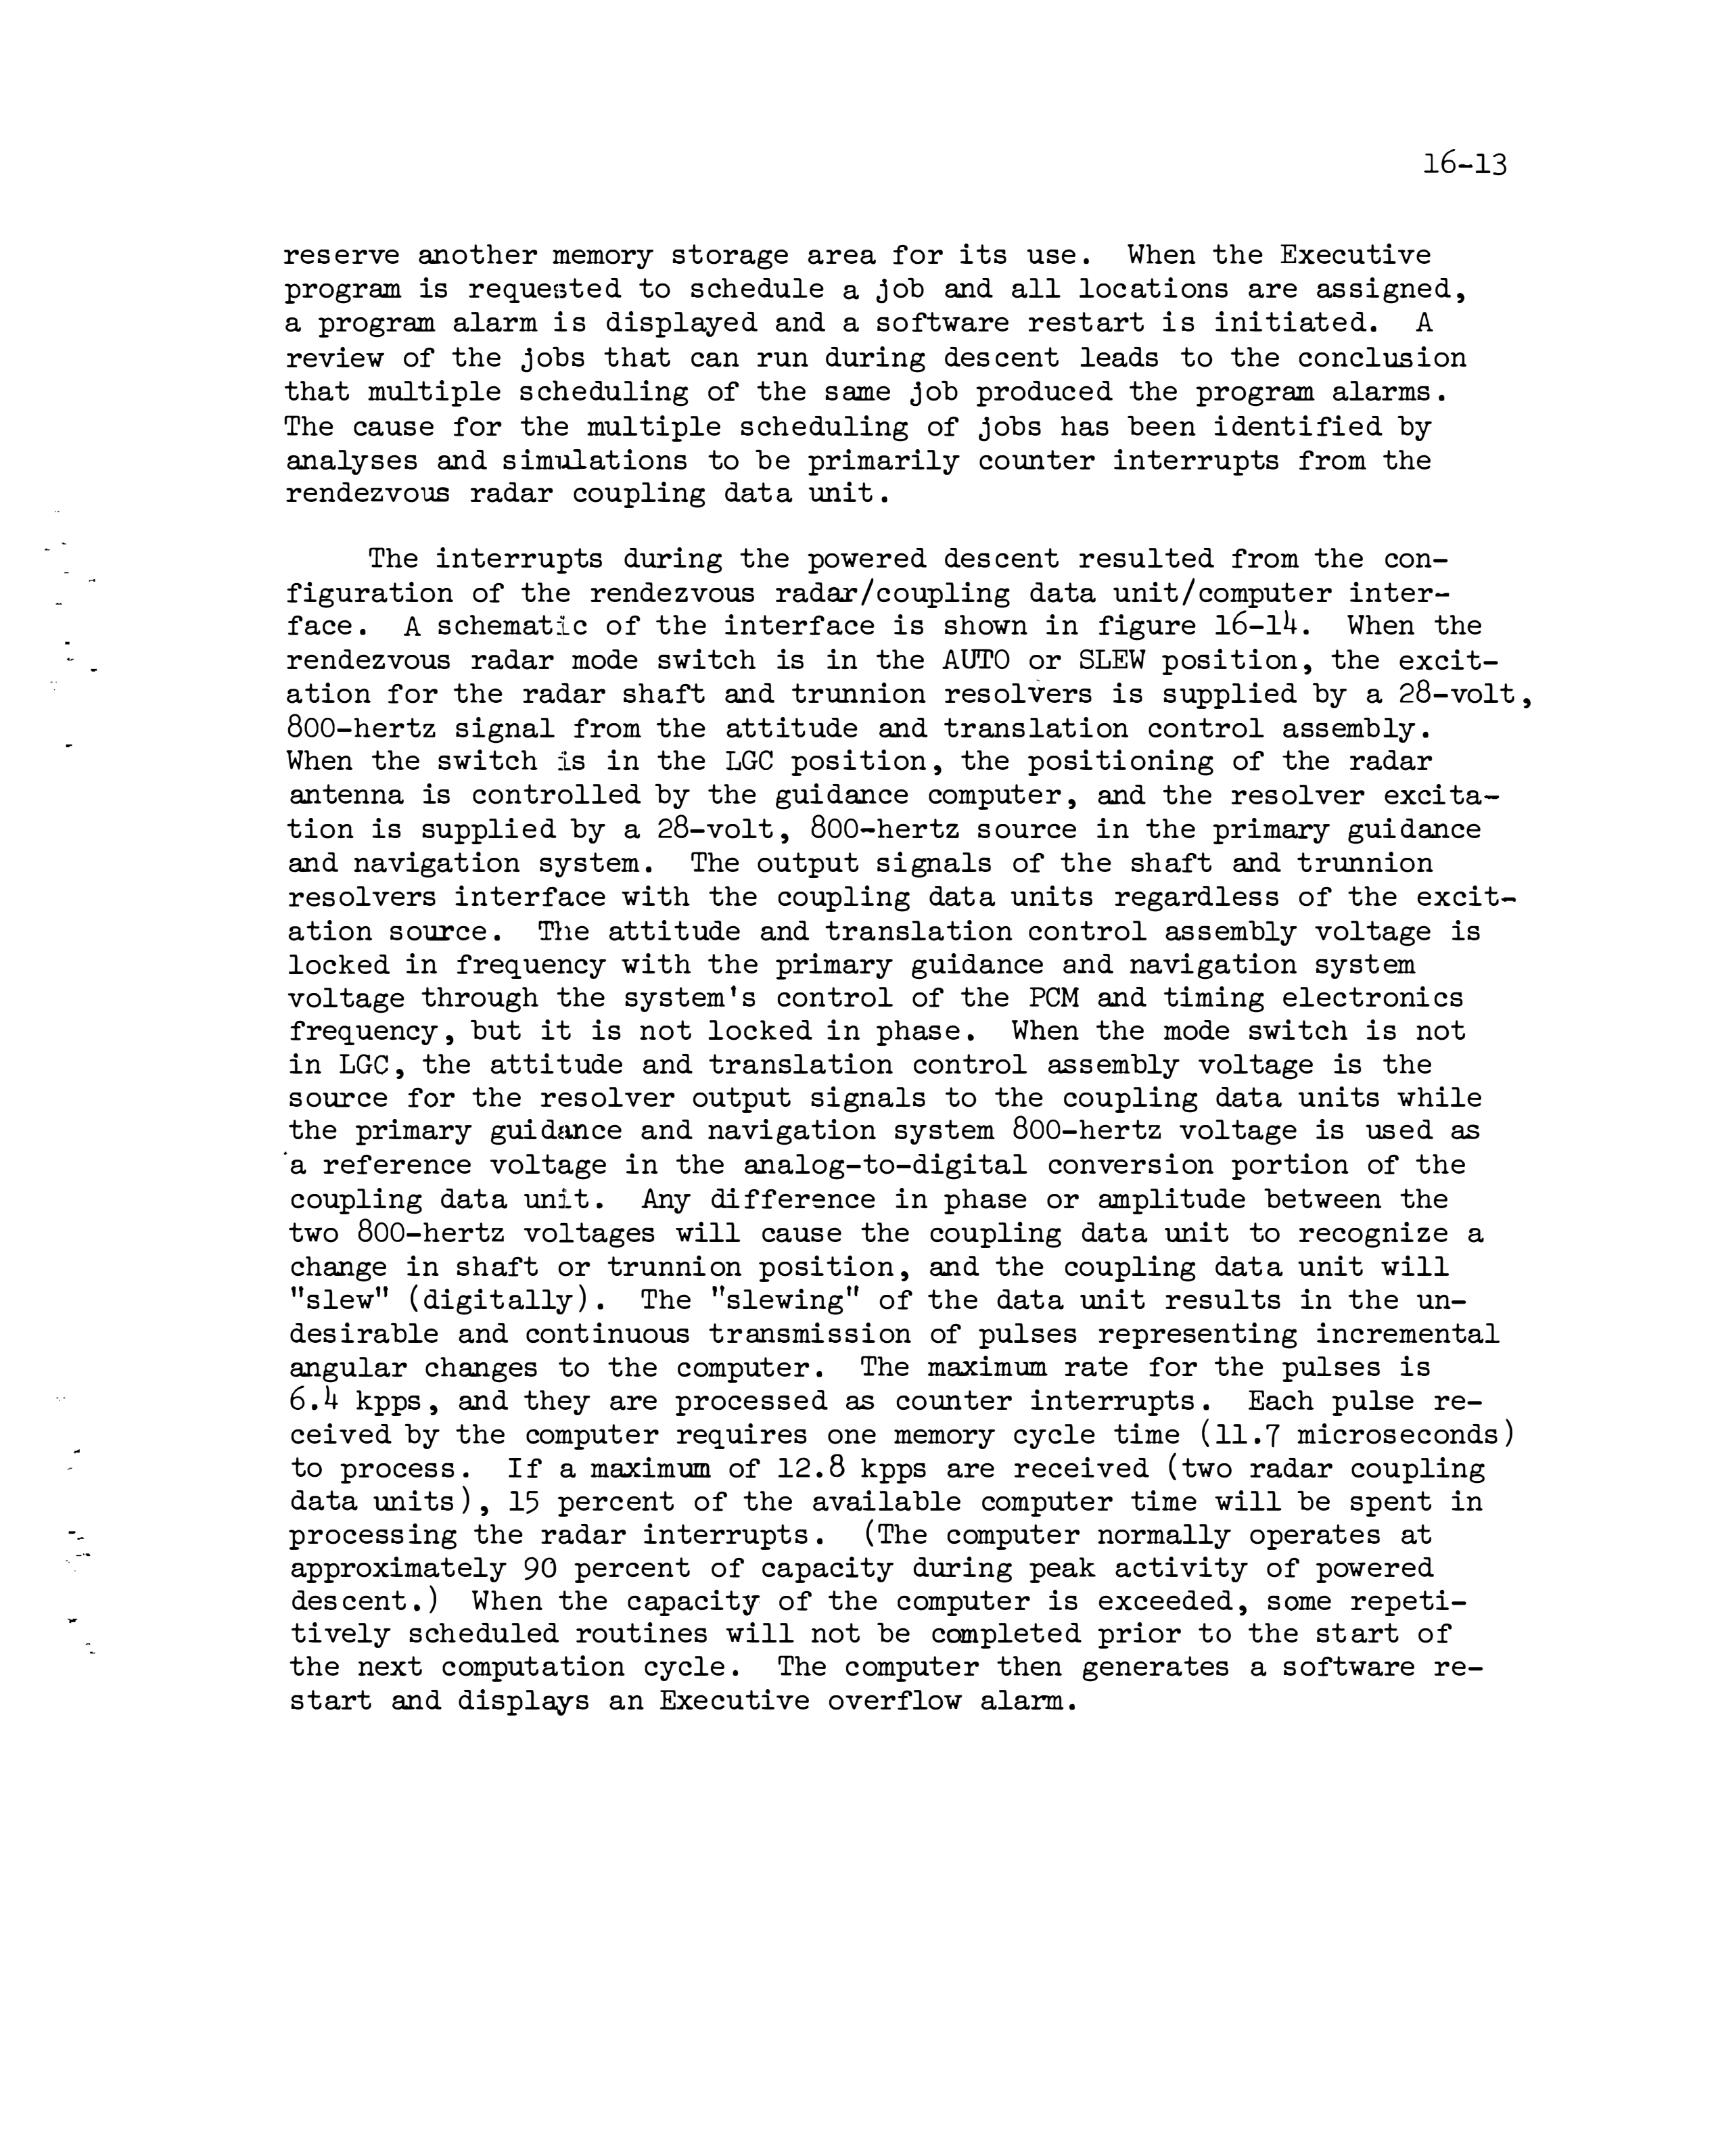 16-13
reserve another memory storage area for its use. When the Executive
program is requested to schedule a job and all locations are assigned,
a program alarm is displayed and a software restart is initiated. A
review of the jobs that can run during descent leads to the conclusion
that multiple scheduling of the same job produced the program alarms.
The cause for the multiple scheduling of jobs has been identified by
analyses and simulations to be primarily counter interrupts from the
rendezvous radar coupling data unit.
The interrupts during the powered descent resulted from the con-
figuration of the rendezvous radar/coupling data unit/computer inter-
face. A schematic of the interface is shown in figure 16-14. When the
rendezvous radar mode switch is in the AUTO or SLEW position, the excit-
ation for the radar shaft and trunnion resolvers is supplied by a 28-volt,
800-hertz signal from the attitude and translation control assembly.
When the switch is in the LGC position, the positioning of the radar
antenna is controlled by the guidance computer, and the resolver excita-
tion is supplied by a 28-volt, 800-hertz source in the primary guidance
and navigation system. The output signals of the shaft and trunnion
resolvers interface with the coupling data units regardless of the excit-
ation source. The attitude and translation control assembly voltage is
locked in frequency with the primary guidance and navigation system
voltage through the system's control of the PCM and timing electronics
frequency, but it is not locked in phase. When the mode switch is not
in LGC, the attitude and translation control assembly voltage is the
source for the resolver output signals to the coupling data units while
the primary guidance and navigation system 800-hertz voltage is used as
a reference voltage in the analog-to-digital conversion portion of the
coupling data unit. Any difference in phase or amplitude between the
two 800-hertz voltages will cause the coupling data unit to recognize a
change in shaft or trunnion position, and the coupling data unit will
"slew" (digitally). The "slewing" of the data unit results in the un-
desirable and continuous transmission of pulses representing incremental
angular changes to the computer. The maximum rate for the pulses is
6.4 kpps, and they are processed as counter interrupts. Each pulse re-
ceived by the computer requires one memory cycle time (11.7 microseconds)
to process. If a maximum of 12.8 kpps are received (two radar coupling
data units), 15 percent of the available computer time will be spent in
processing the radar interrupts. (The computer normally operates at
approximately 90 percent of capacity during peak activity of powered
descent.) When the capacity of the computer is exceeded, some repeti-
tively scheduled routines will not be completed prior to the start of
the next computation cycle. The computer then generates a software re-
start and displays an Executive overflow alarm.